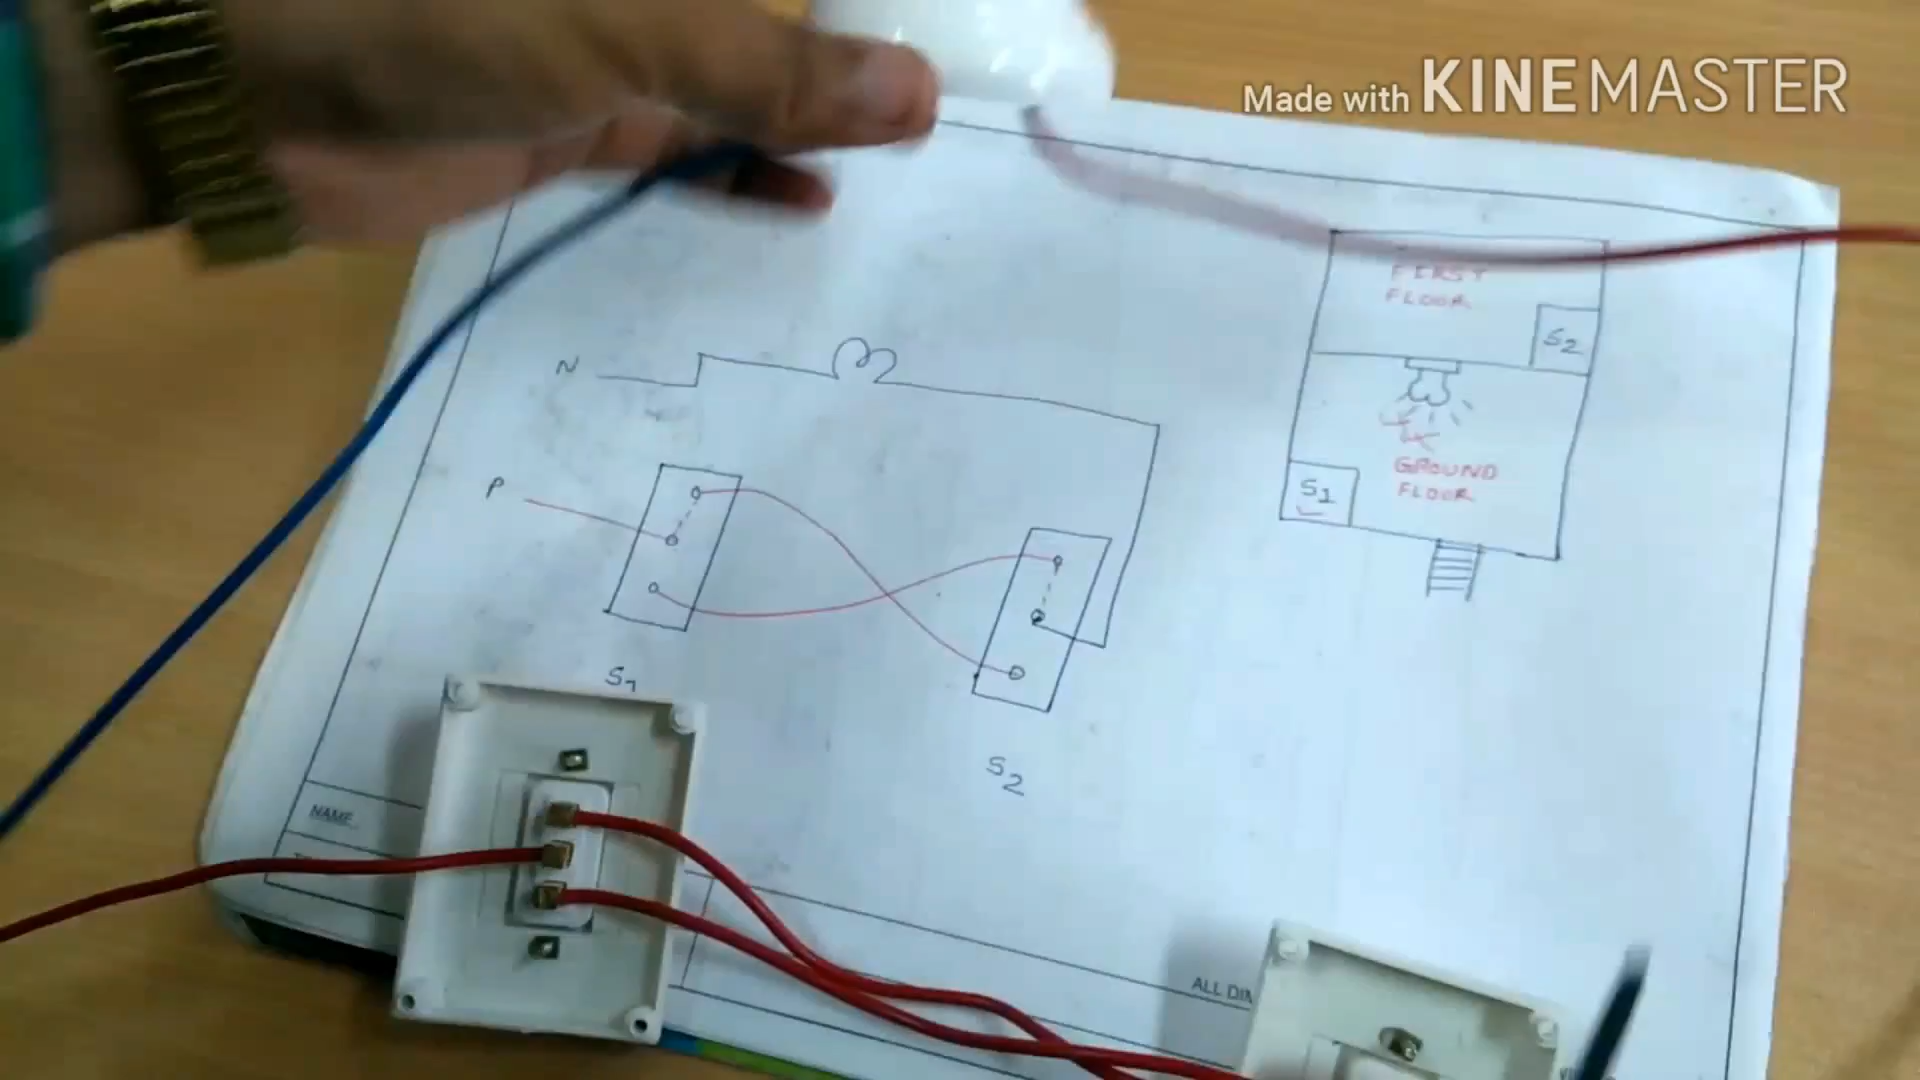 Made with KINEMASTER
FIRST
FLOOR
S2
N
GROUND
FLOOR
S1
P
S1
S2
NAME
ALL DIM